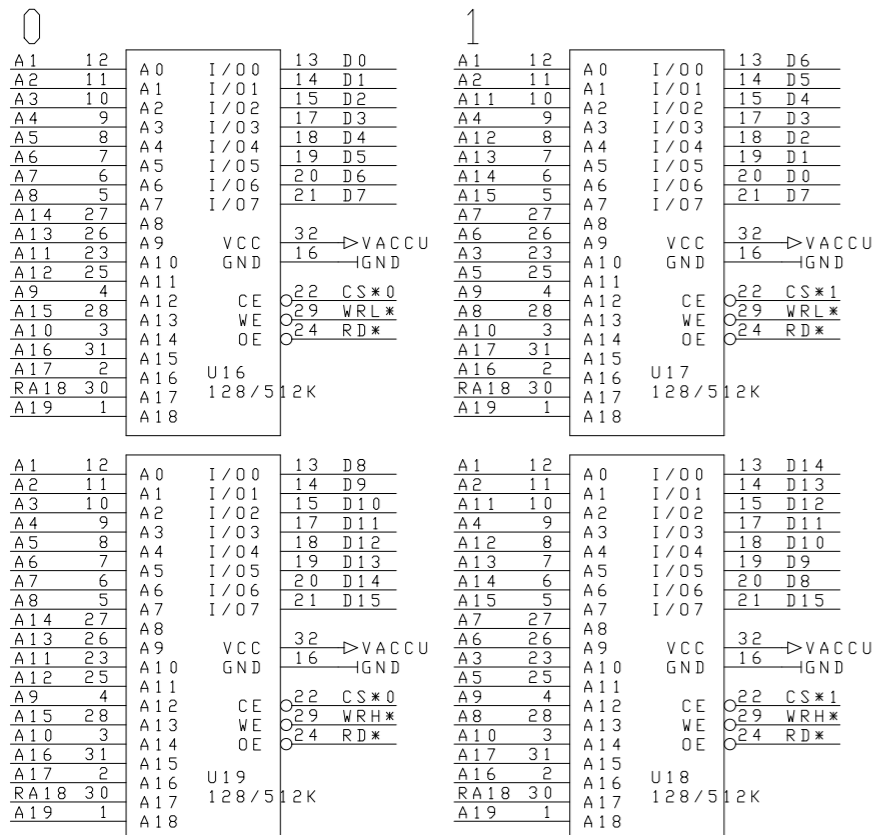 0
A1 12 A0 I/O0 13 D0
A2 11 A1 I/O1 14 D1
A3 10 A2 I/O2 15 D2
A4 9 A3 I/O3 17 D3
A5 8 A4 I/O4 18 D4
A6 7 A5 I/O5 19 D5
A7 6 A6 I/O6 20 D6
A8 5 A7 I/O7 21 D7
A14 27 A8
A13 26 A9 VCC 32 VACCU
A11 23 A10 GND 16 GND
A12 25 A11
A9 4 A12 CE 22 CS*0
A15 28 A13 WE 29 WRL*
A10 3 A14 OE 24 RD*
A16 31 A15
A17 2 A16 U16
RA18 30 A17 128/512K
A19 1 A18
1
A1 12 A0 I/O0 13 D6
A2 11 A1 I/O1 14 D5
A11 10 A2 I/O2 15 D4
A4 9 A3 I/O3 17 D3
A12 8 A4 I/O4 18 D2
A13 7 A5 I/O5 19 D1
A14 6 A6 I/O6 20 D0
A15 5 A7 I/O7 21 D7
A7 27 A8
A6 26 A9 VCC 32 VACCU
A3 23 A10 GND 16 GND
A5 25 A11
A9 4 A12 CE 22 CS*1
A8 28 A13 WE 29 WRL*
A10 3 A14 OE 24 RD*
A17 31 A15
A16 2 A16 U17
RA18 30 A17 128/512K
A19 1 A18
A1 12 A0 I/O0 13 D8
A2 11 A1 I/O1 14 D9
A3 10 A2 I/O2 15 D10
A4 9 A3 I/O3 17 D11
A5 8 A4 I/O4 18 D12
A6 7 A5 I/O5 19 D13
A7 6 A6 I/O6 20 D14
A8 5 A7 I/O7 21 D15
A14 27 A8
A13 26 A9 VCC 32 VACCU
A11 23 A10 GND 16 GND
A12 25 A11
A9 4 A12 CE 22 CS*0
A15 28 A13 WE 29 WRH*
A10 3 A14 OE 24 RD*
A16 31 A15
A17 2 A16 U19
RA18 30 A17 128/512K
A19 1 A18
A1 12 A0 I/O0 13 D14
A2 11 A1 I/O1 14 D13
A11 10 A2 I/O2 15 D12
A4 9 A3 I/O3 17 D11
A12 8 A4 I/O4 18 D10
A13 7 A5 I/O5 19 D9
A14 6 A6 I/O6 20 D8
A15 5 A7 I/O7 21 D15
A7 27 A8
A6 26 A9 VCC 32 VACCU
A3 23 A10 GND 16 GND
A5 25 A11
A9 4 A12 CE 22 CS*1
A8 28 A13 WE 29 WRH*
A10 3 A14 OE 24 RD*
A17 31 A15
A16 2 A16 U18
RA18 30 A17 128/512K
A19 1 A18